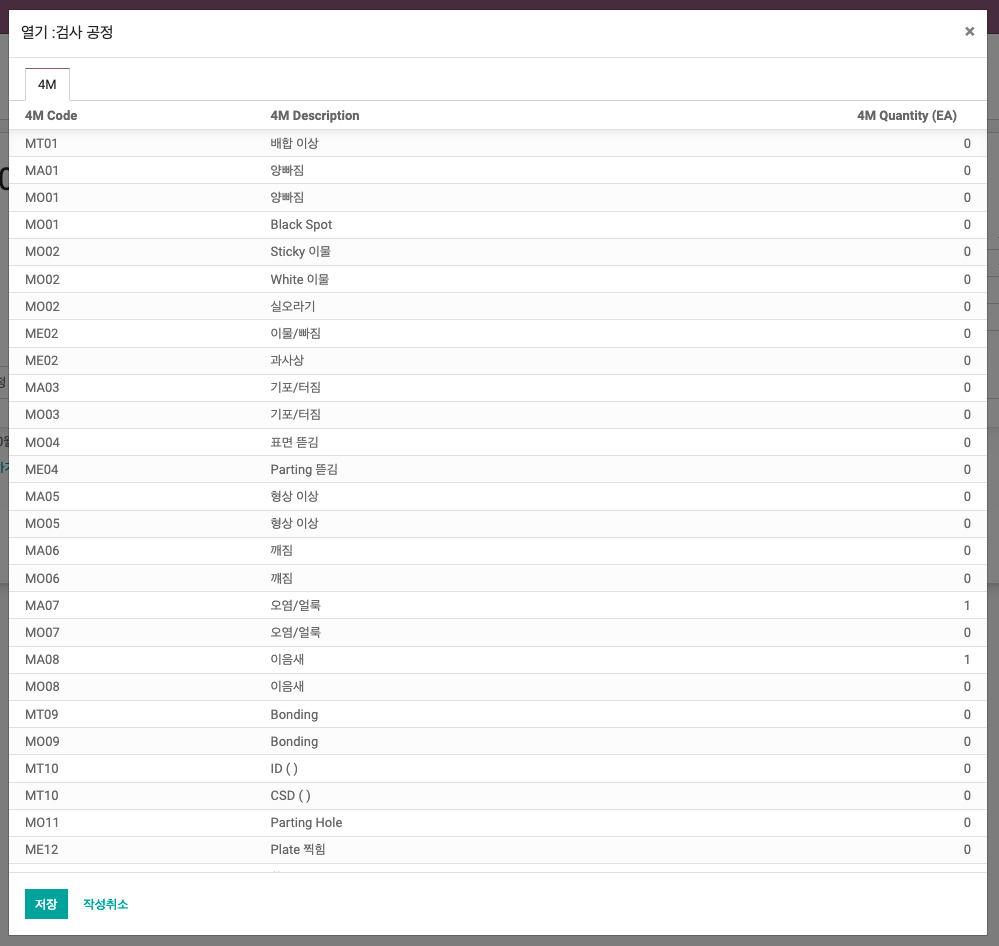 열기 :검사 공정
×
4M
4M Code 4M Description 4M Quantity (EA)
MT01 배합 이상 0
MA01 양빠짐 0
MO01 양빠짐 0
MO01 Black Spot 0
MO02 Sticky 이물 0
MO02 White 이물 0
MO02 실오라기 0
ME02 이물/빠짐 0
ME02 과사상 0
MA03 기포/터짐 0
MO03 기포/터짐 0
MO04 표면 뜯김 0
ME04 Parting 뜯김 0
MA05 형상 이상 0
MO05 형상 이상 0
MA06 깨짐 0
MO06 꺠짐 0
MA07 오염/얼룩 1
MO07 오염/얼룩 0
MA08 이음새 1
MO08 이음새 0
MT09 Bonding 0
MO09 Bonding 0
MT10 ID ( ) 0
MT10 CSD ( ) 0
MO11 Parting Hole 0
ME12 Plate 찍힘 0
저장 작성취소